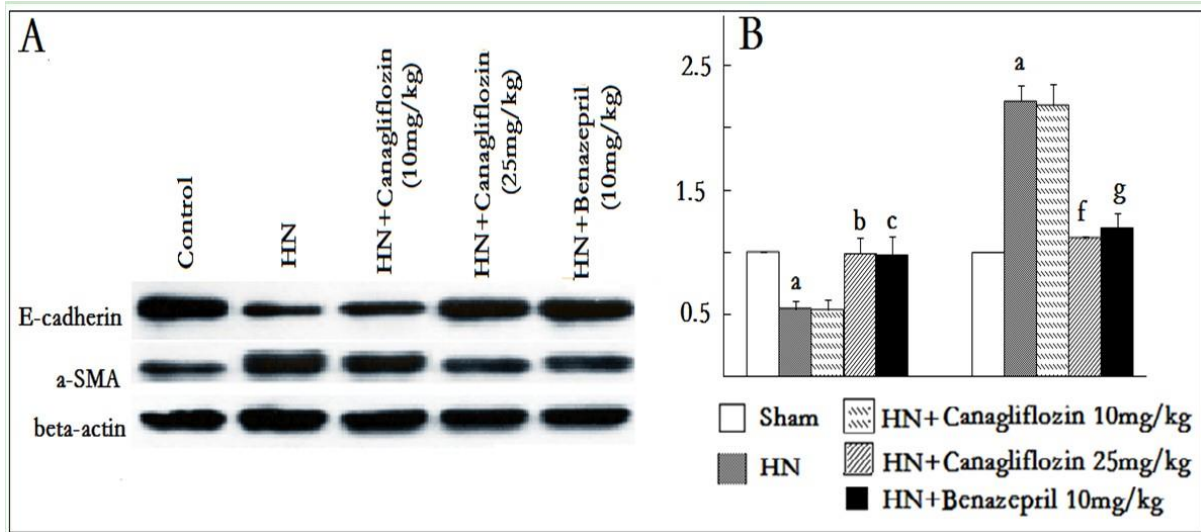 A
Control
HN
HN+Canagliflozin
(10mg/kg)
HN+Canagliflozin
(25mg/kg)
HN+Benazepril
(10mg/kg)
E-cadherin
a-SMA
beta-actin
B
2.5
1.5
1
0.5
a
b
c
a
f
g
Sham
HN
HN+Canagliflozin 10mg/kg
HN+Canagliflozin 25mg/kg
HN+Benazepril 10mg/kg